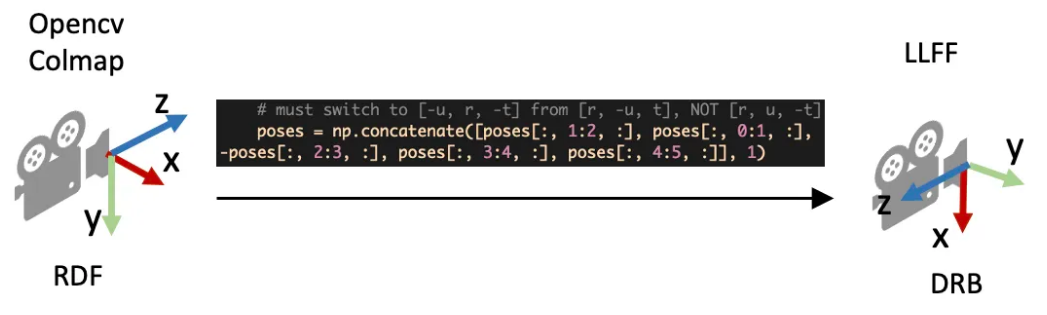 Opencv
Colmap
LLFF
z
x
y
RDF
# must switch to [-u, r, -t] from [r, -u, t], NOT [r, u, -t]
poses = np.concatenate([poses[:, 1:2, :], poses[:, 0:1, :],
-poses[:, 2:3, :], poses[:, 3:4, :], poses[:, 4:5, :]], 1)
y
z
x
DRB